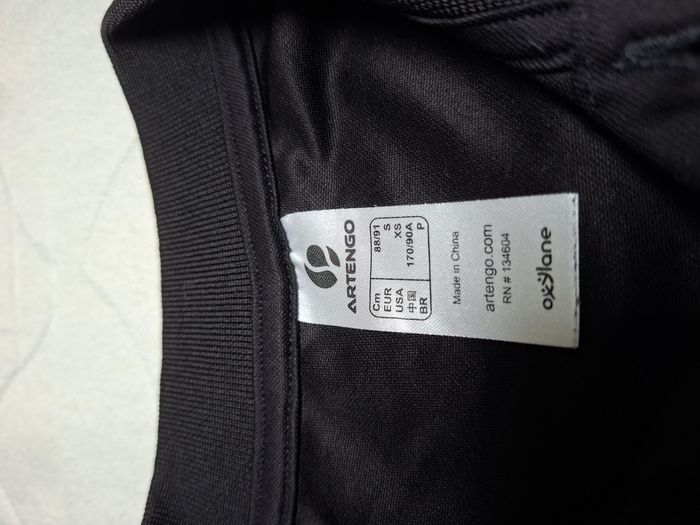 ARTENGO
Cm 88/91
EUR S
USA XS
中国 170/90A
BR P
Made in China
artengo.com
RN # 134604
oxylane